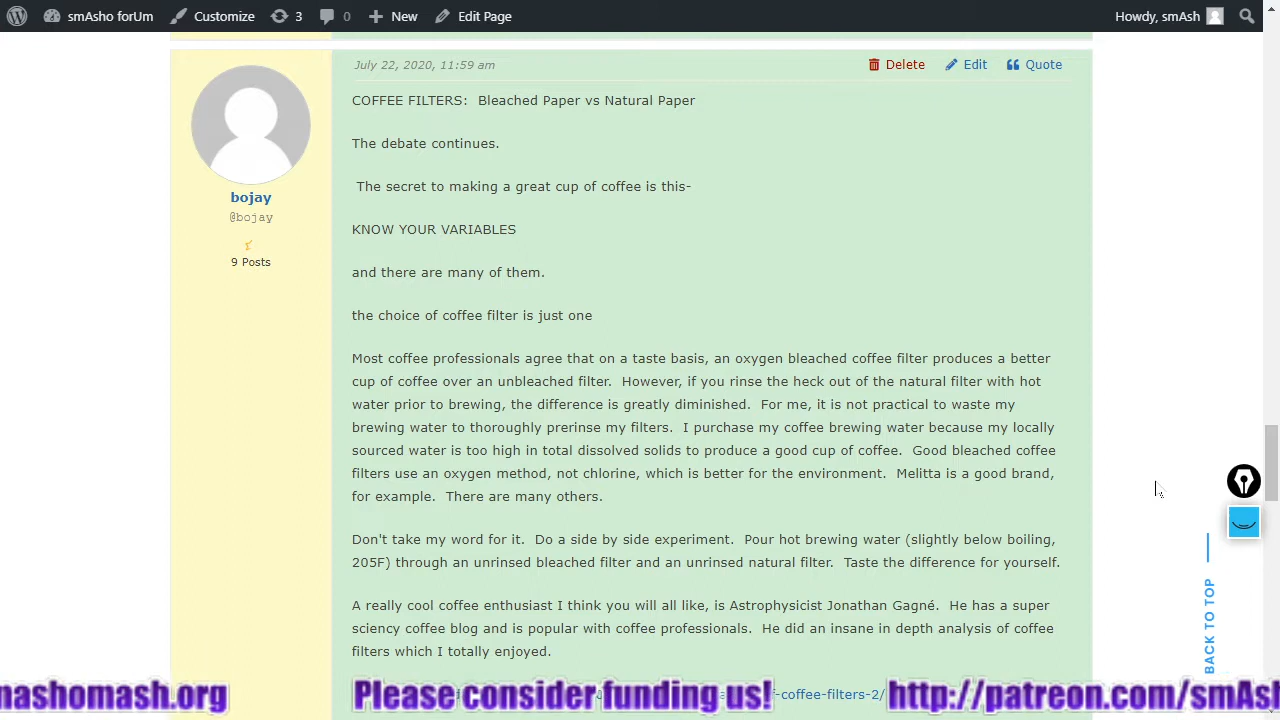 smAsho forUm Customize 3 0 New Edit Page Howdy, smAsh
July 22, 2020, 11:59 am Delete Edit Quote
bojay
@bojay
9 Posts
COFFEE FILTERS:  Bleached Paper vs Natural Paper
The debate continues.
The secret to making a great cup of coffee is this-
KNOW YOUR VARIABLES
and there are many of them.
the choice of coffee filter is just one
Most coffee professionals agree that on a taste basis, an oxygen bleached coffee filter produces a better
cup of coffee over an unbleached filter.  However, if you rinse the heck out of the natural filter with hot
water prior to brewing, the difference is greatly diminished.  For me, it is not practical to waste my
brewing water to thoroughly prerinse my filters.  I purchase my coffee brewing water because my locally
sourced water is too high in total dissolved solids to produce a good cup of coffee.  Good bleached coffee
filters use an oxygen method, not chlorine, which is better for the environment.  Melitta is a good brand,
for example.  There are many others.
Don't take my word for it.  Do a side by side experiment.  Pour hot brewing water (slightly below boiling,
205F) through an unrinsed bleached filter and an unrinsed natural filter.  Taste the difference for yourself.
A really cool coffee enthusiast I think you will all like, is Astrophysicist Jonathan Gagné.  He has a super
sciency coffee blog and is popular with coffee professionals.  He did an insane in depth analysis of coffee
filters which I totally enjoyed.
f-coffee-filters-2/
BACK TO TOP
mashomash.org Please consider funding us! http://patreon.com/smAsh